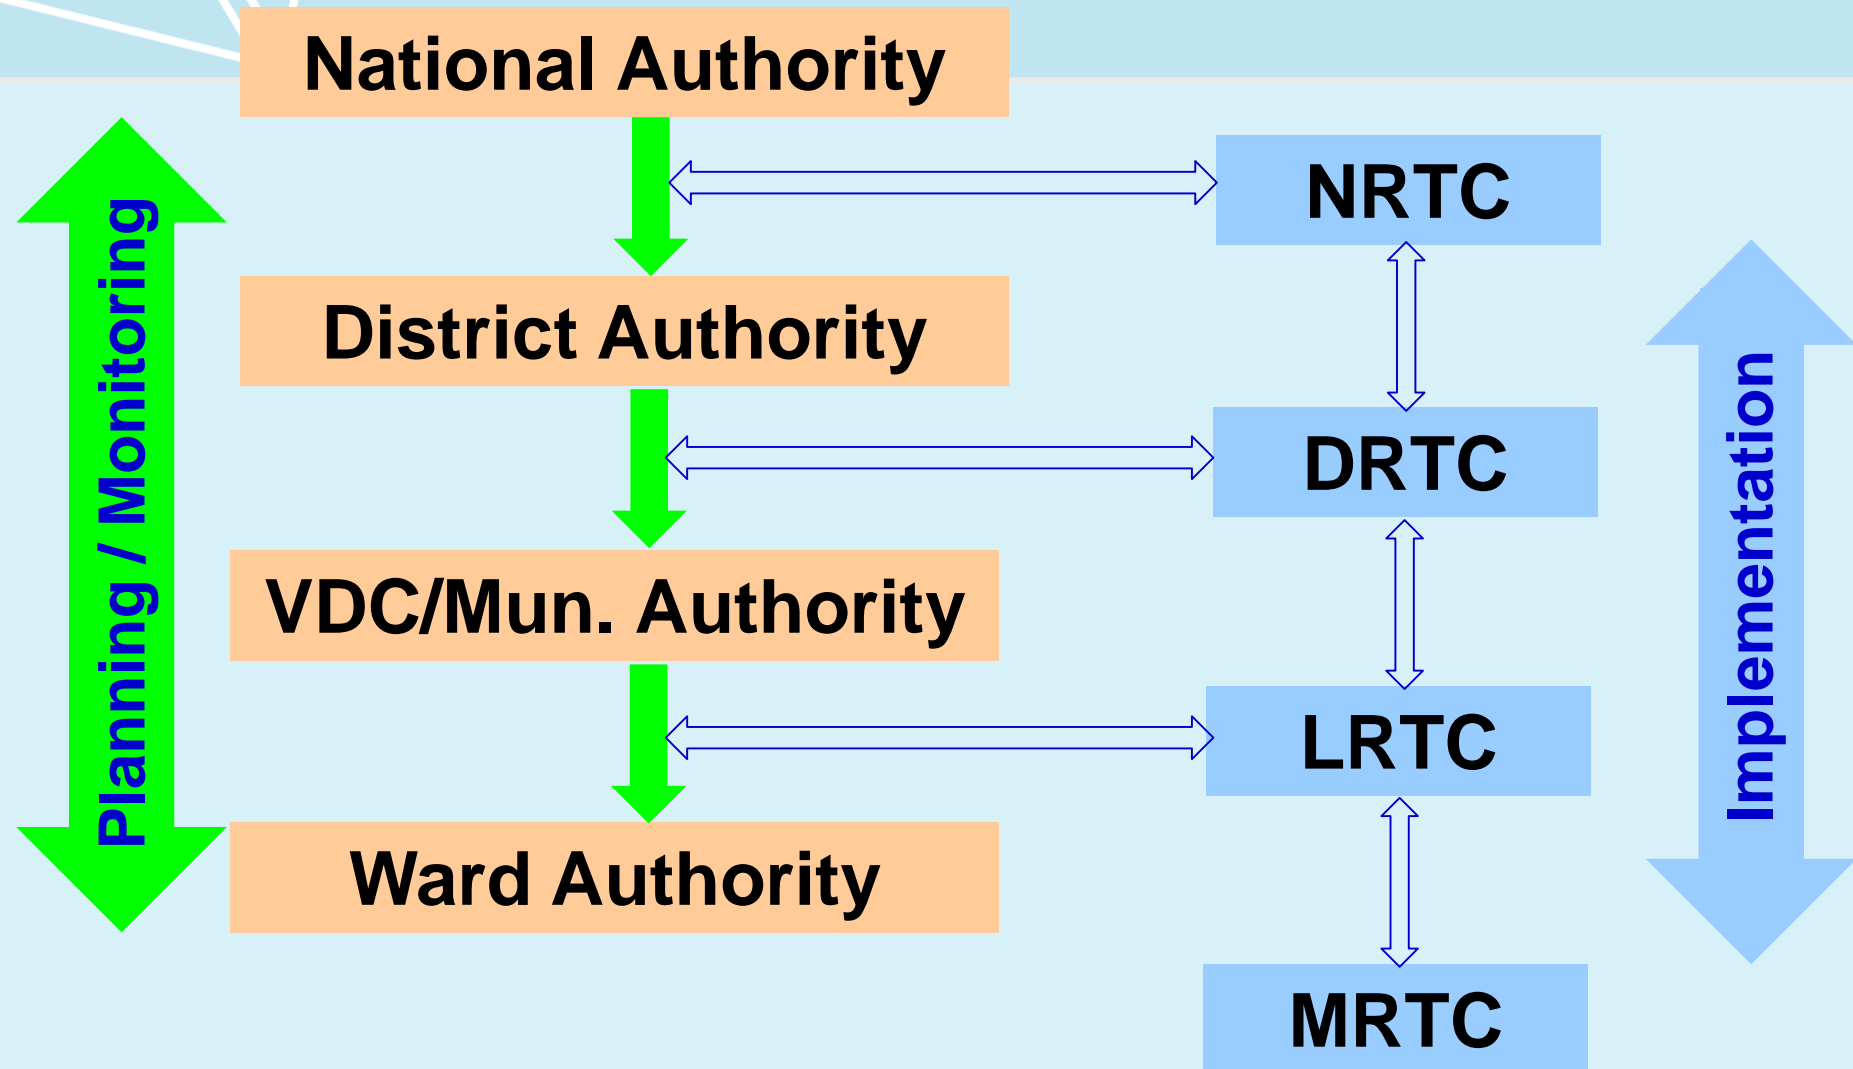 National Authority
NRTC
District Authority
DRTC
VDC/Mun. Authority
LRTC
Ward Authority
MRTC
Planning / Monitoring
Implementation